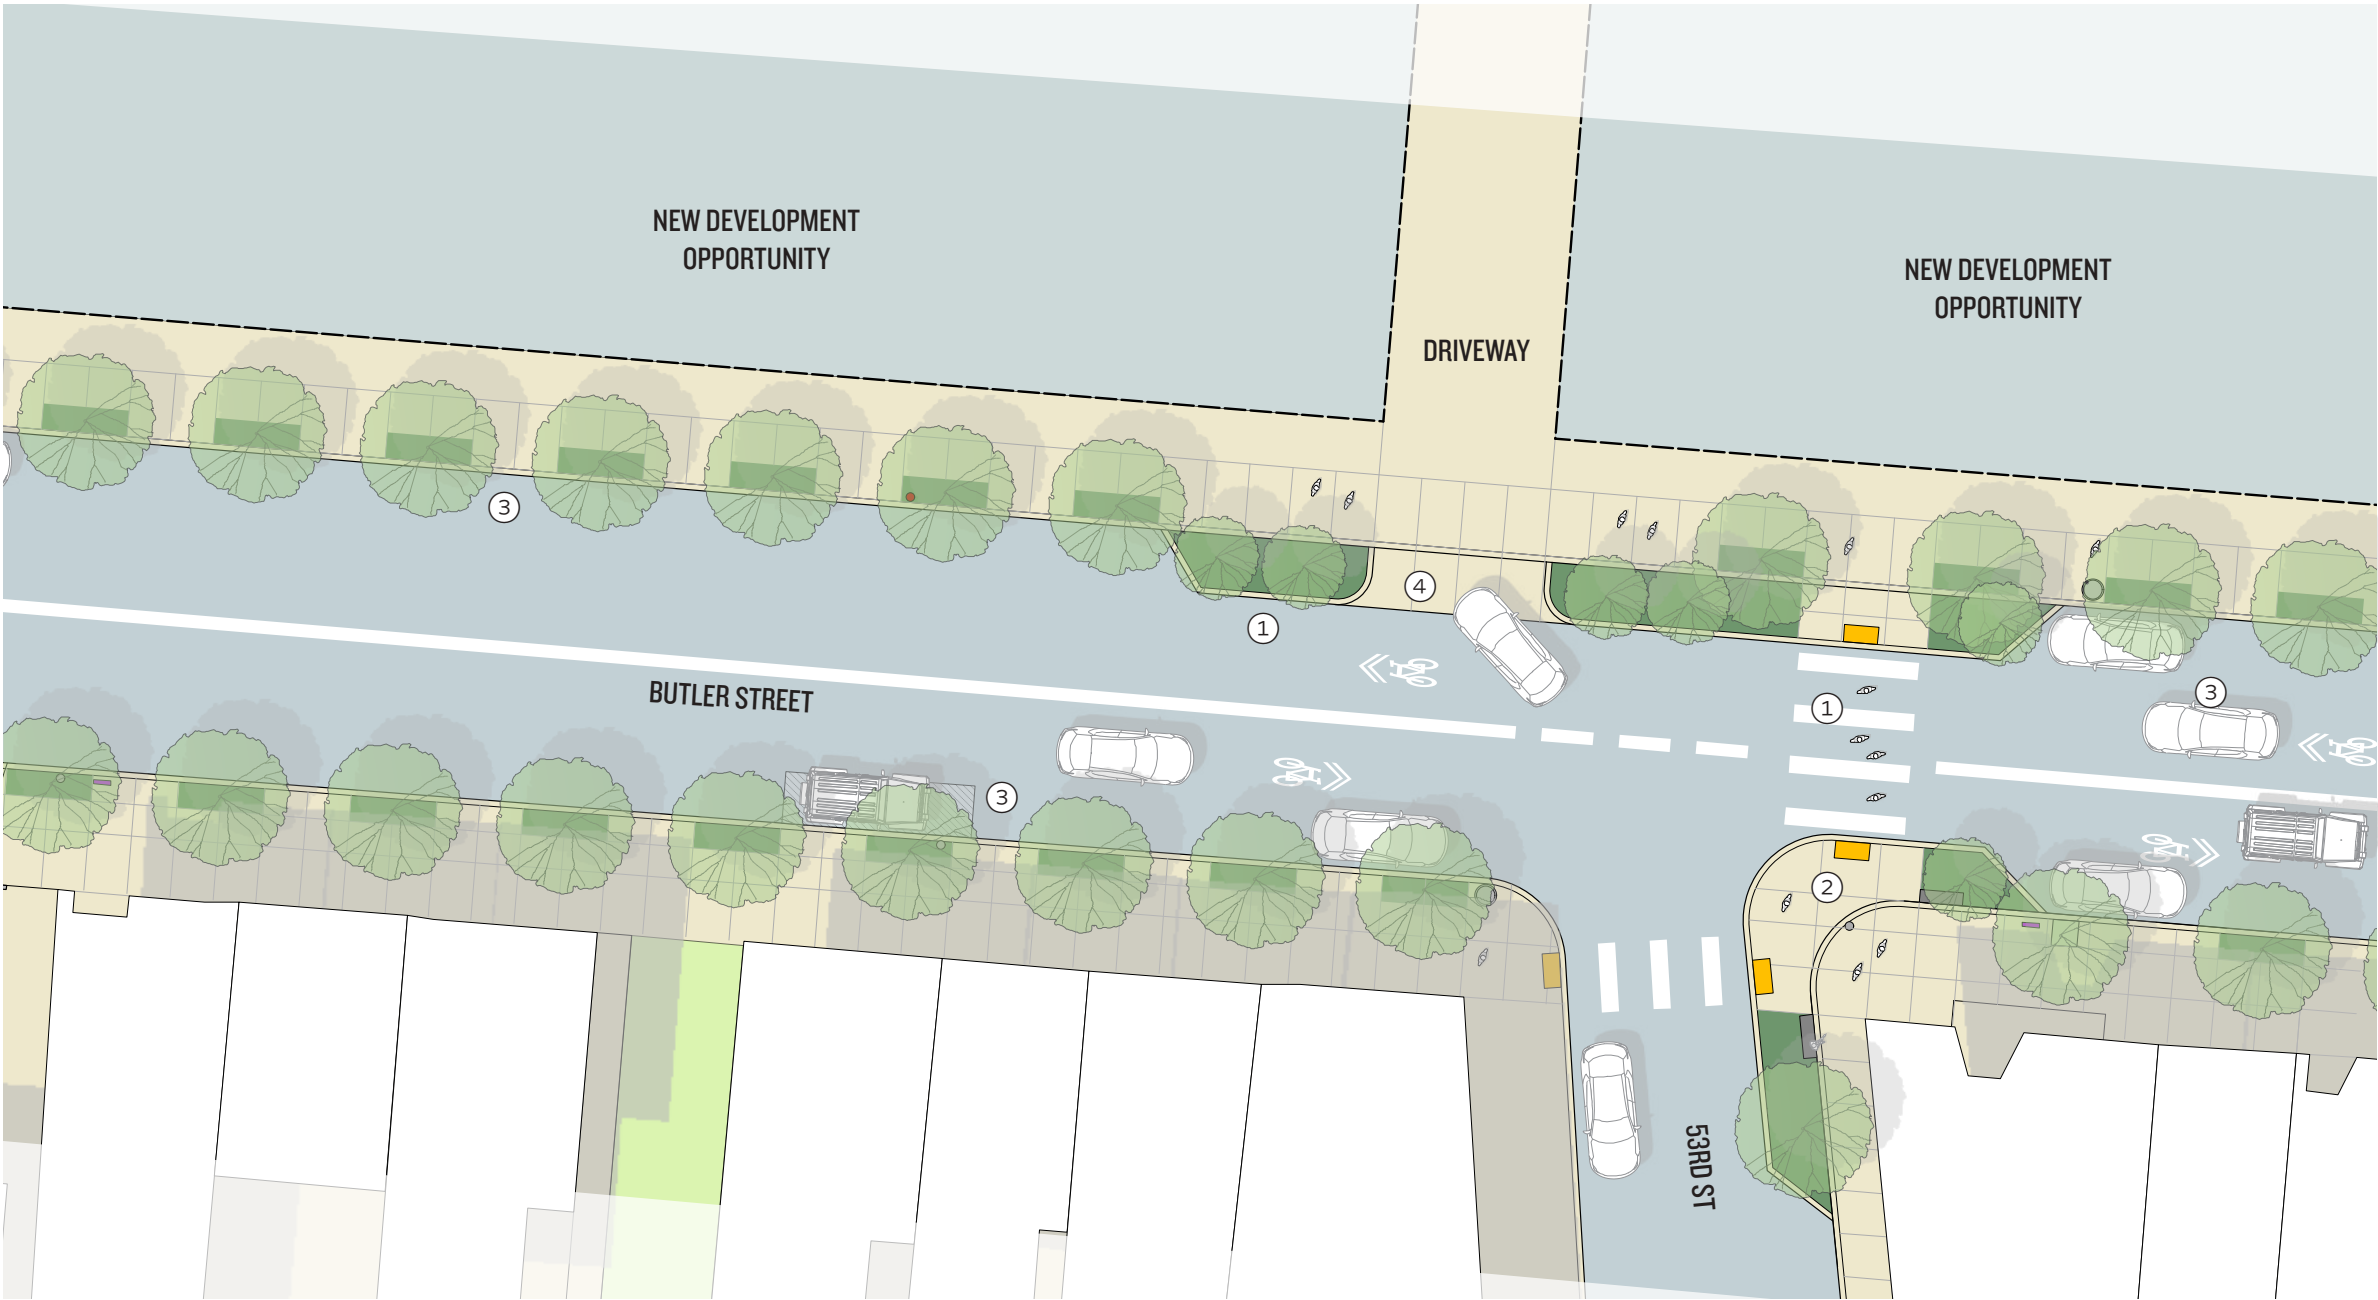 NEW DEVELOPMENT
OPPORTUNITY
NEW DEVELOPMENT
OPPORTUNITY
DRIVEWAY
3
4
1
BUTLER STREET
3
1
3
2
53RD ST